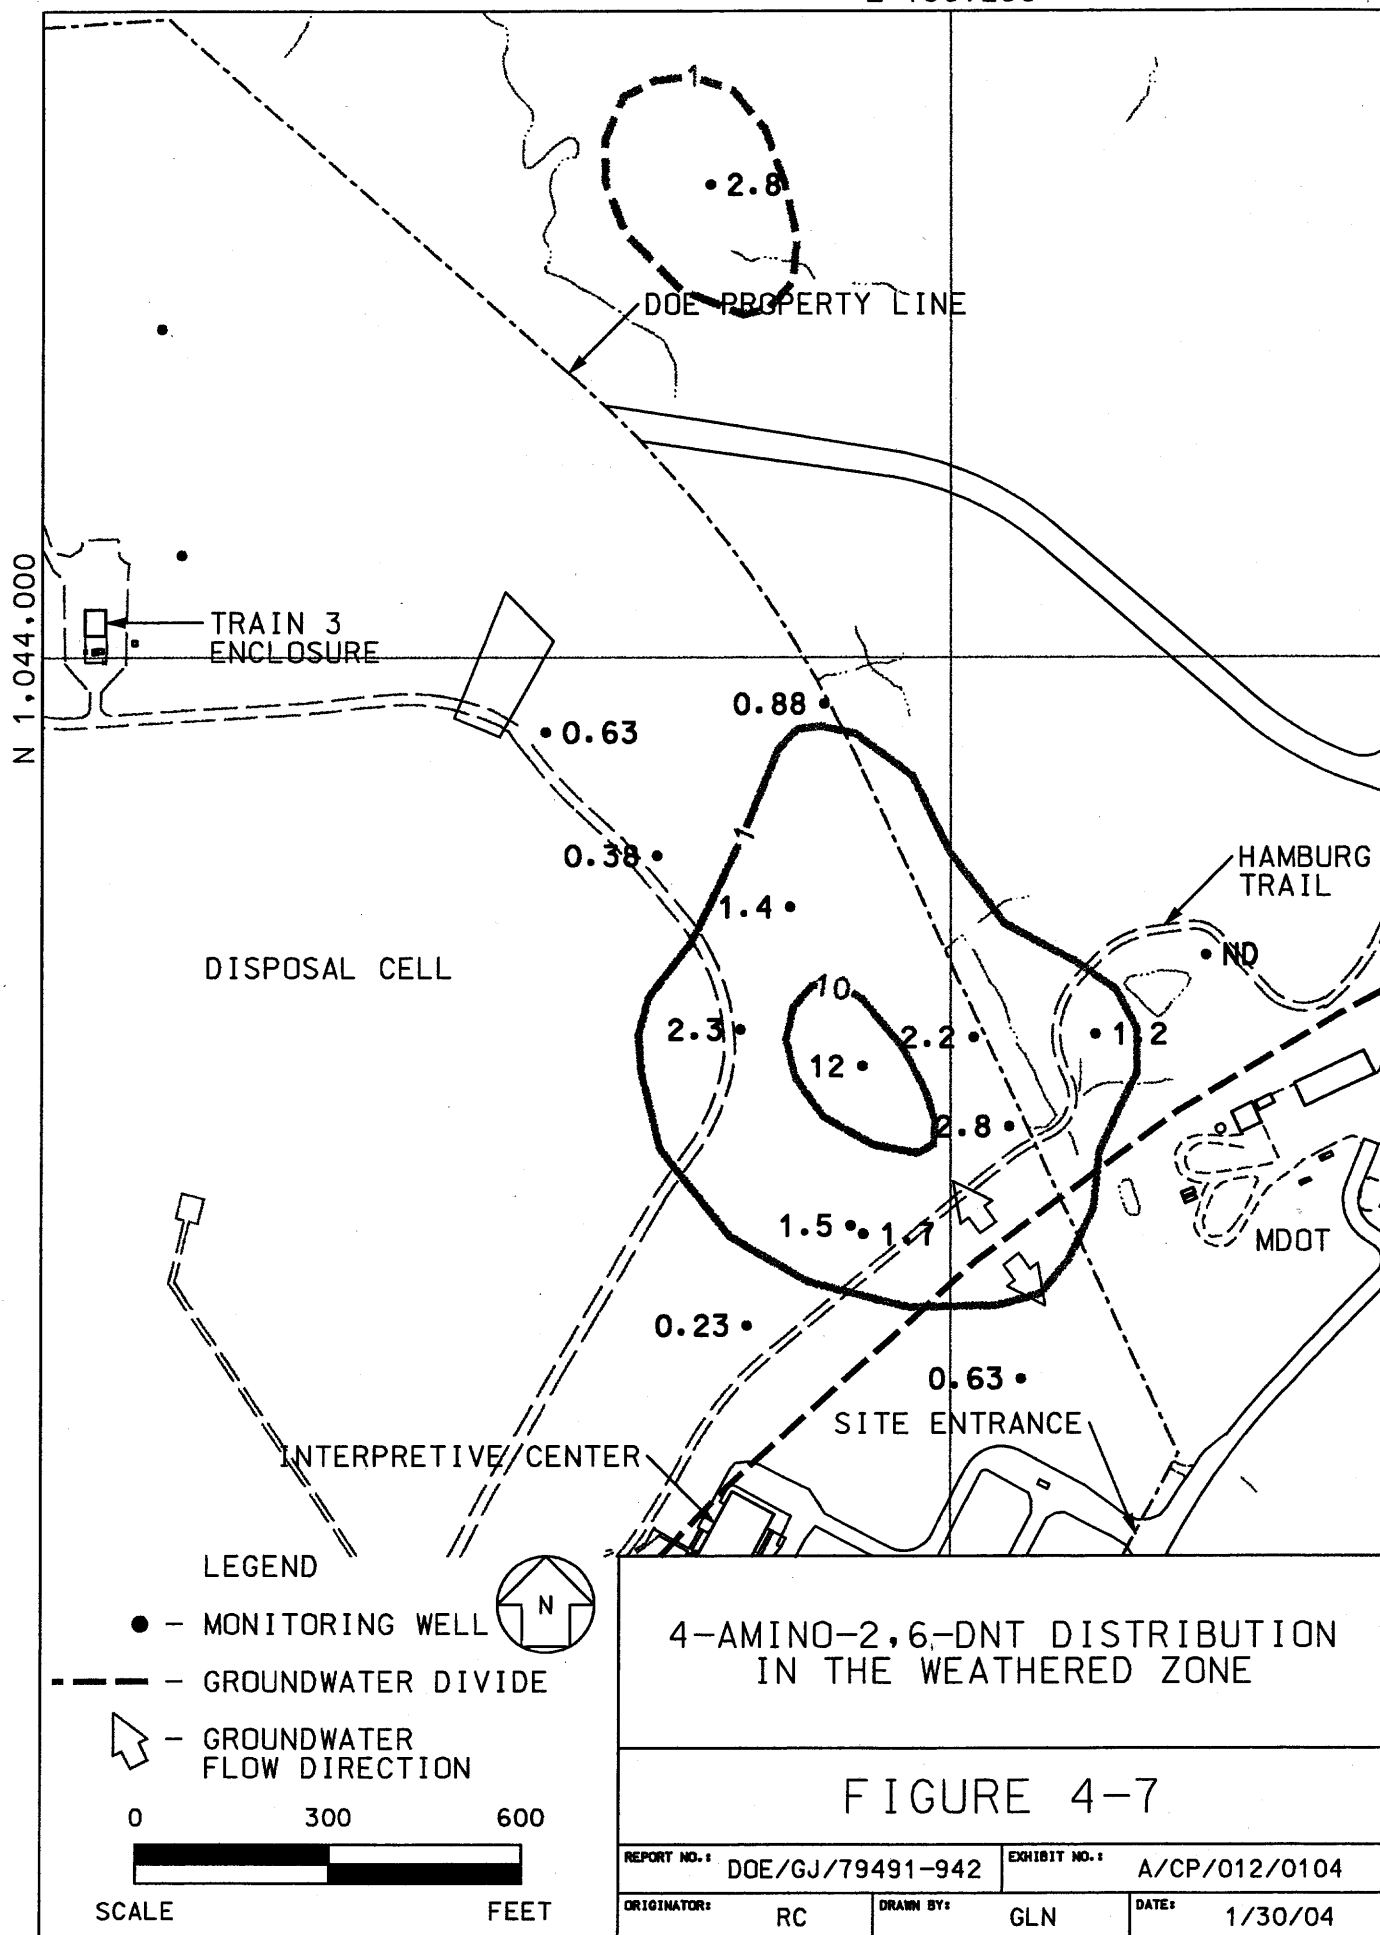 1
2.8
DOE PROPERTY LINE
N 1,044,000
TRAIN 3
ENCLOSURE
0.88
0.63
1
0.38
HAMBURG
TRAIL
1.4
ND
DISPOSAL CELL
10
2.3
2.2
1.2
12
2.8
1.5
1.7
MDOT
0.23
0.63
SITE ENTRANCE
INTERPRETIVE CENTER
LEGEND
N
- MONITORING WELL
- GROUNDWATER DIVIDE
- GROUNDWATER
FLOW DIRECTION
0 300 600
SCALE FEET
4-AMINO-2,6-DNT DISTRIBUTION
IN THE WEATHERED ZONE
FIGURE 4-7
REPORT NO.: DOE/GJ/79491-942 EXHIBIT NO.: A/CP/012/0104
ORIGINATOR: RC DRAWN BY: GLN DATE: 1/30/04